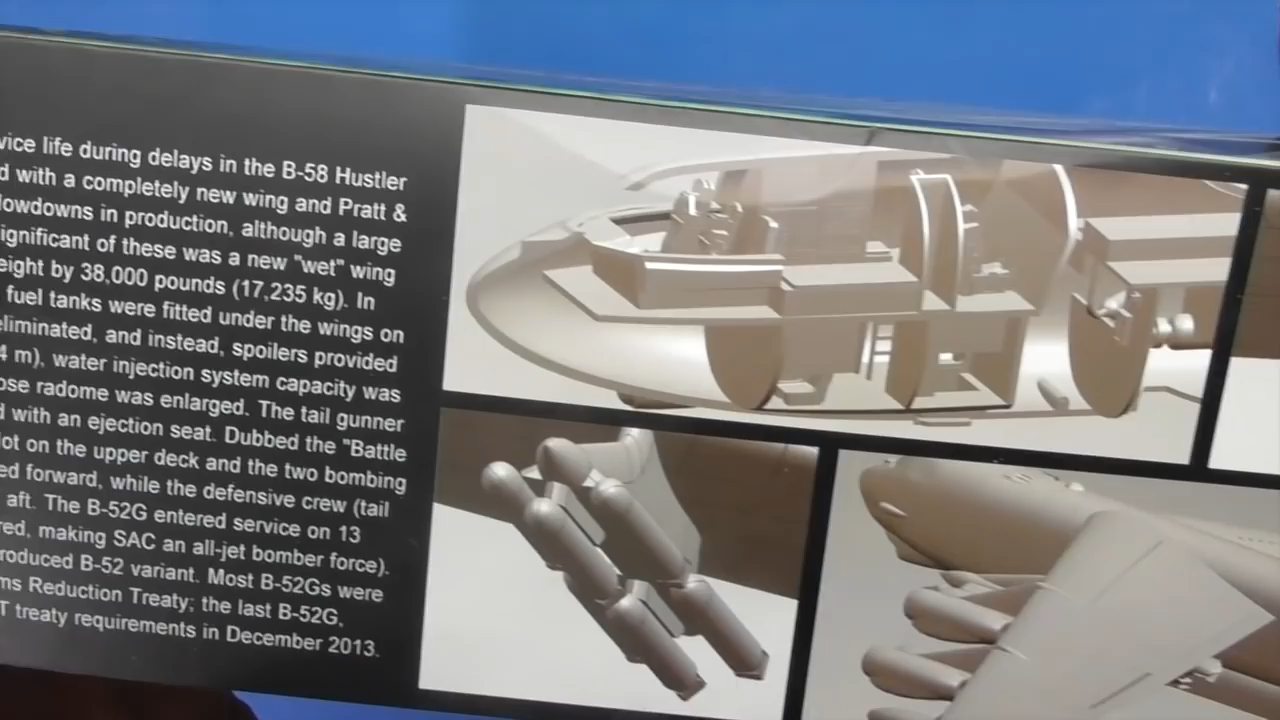 vice life during delays in the B-58 Hustler
d with a completely new wing and Pratt &
lowdowns in production, although a large
ignificant of these was a new "wet" wing
eight by 38,000 pounds (17,235 kg). In
fuel tanks were fitted under the wings on
eliminated, and instead, spoilers provided
4 m), water injection system capacity was
ose radome was enlarged. The tail gunner
d with an ejection seat. Dubbed the "Battle
lot on the upper deck and the two bombing
ed forward, while the defensive crew (tail
aft. The B-52G entered service on 13
red, making SAC an all-jet bomber force).
roduced B-52 variant. Most B-52Gs were
ms Reduction Treaty; the last B-52G,
T treaty requirements in December 2013.